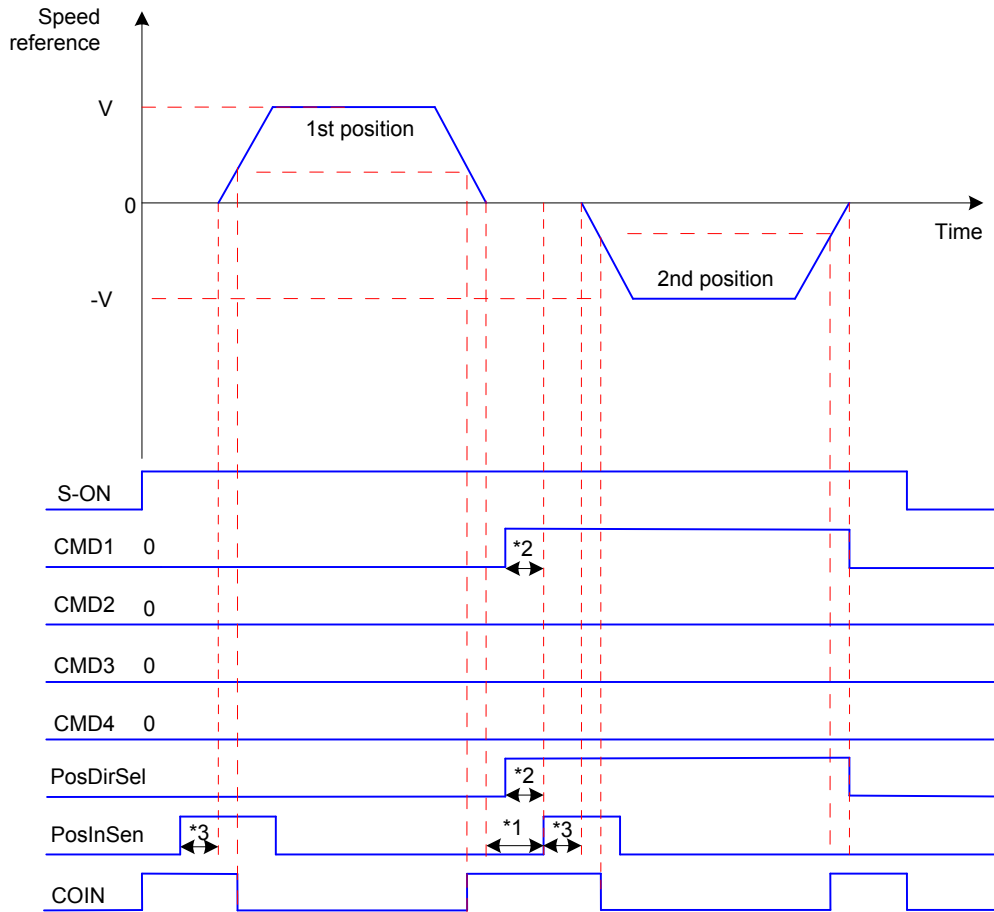 Speed
reference
V
1st position
0
Time
2nd position
-V
S-ON
CMD1 0
*2
CMD2 0
CMD3 0
CMD4 0
PosDirSel
*2
PosInSen
*3
*1
*3
COIN